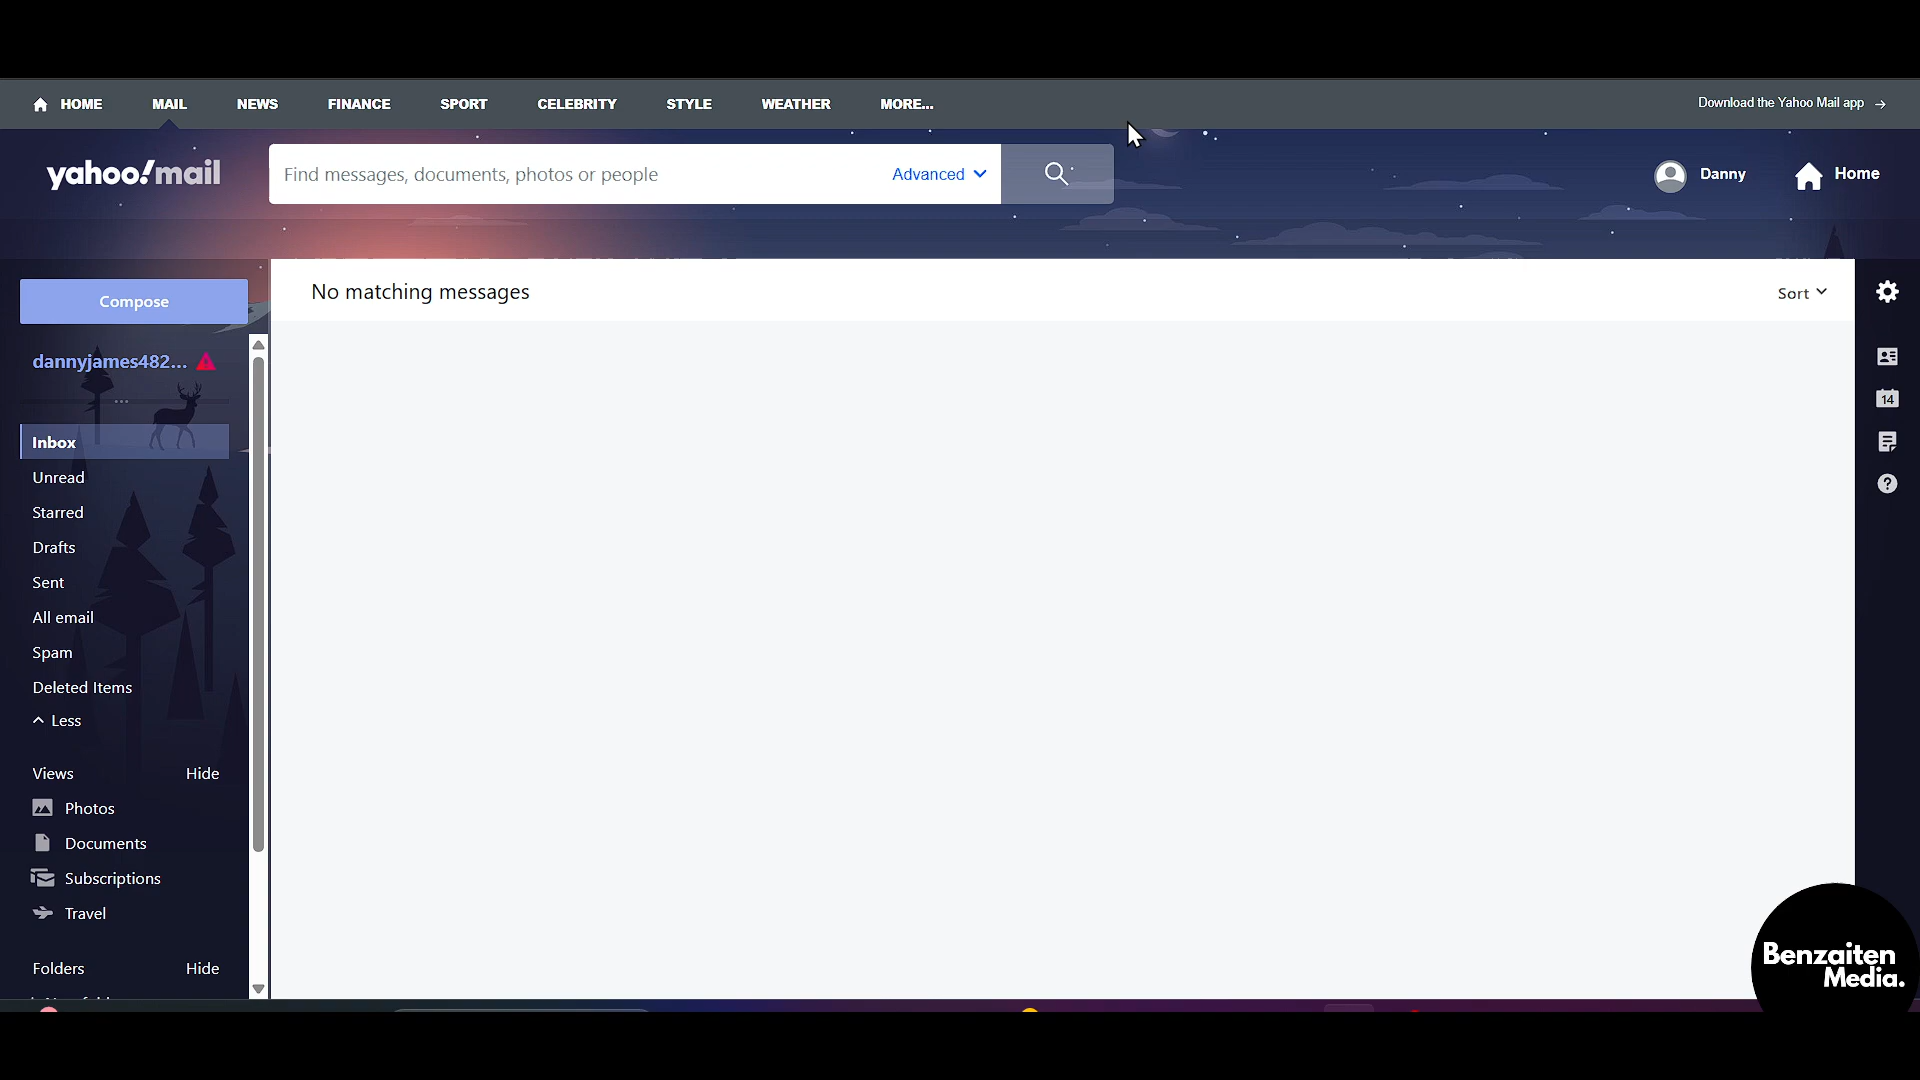 HOME MAIL NEWS FINANCE SPORT CELEBRITY STYLE WEATHER MORE... Download the Yahoo Mail app →
yahoo!mail Find messages, documents, photos or people Advanced Danny Home
Compose No matching messages Sort
dannyjames482...
14
Inbox
Unread
Starred
Drafts
Sent
All email
Spam
Deleted Items
Less
Views Hide
Photos
Documents
Subscriptions
Travel
Folders Hide
Benzaiten
Media.